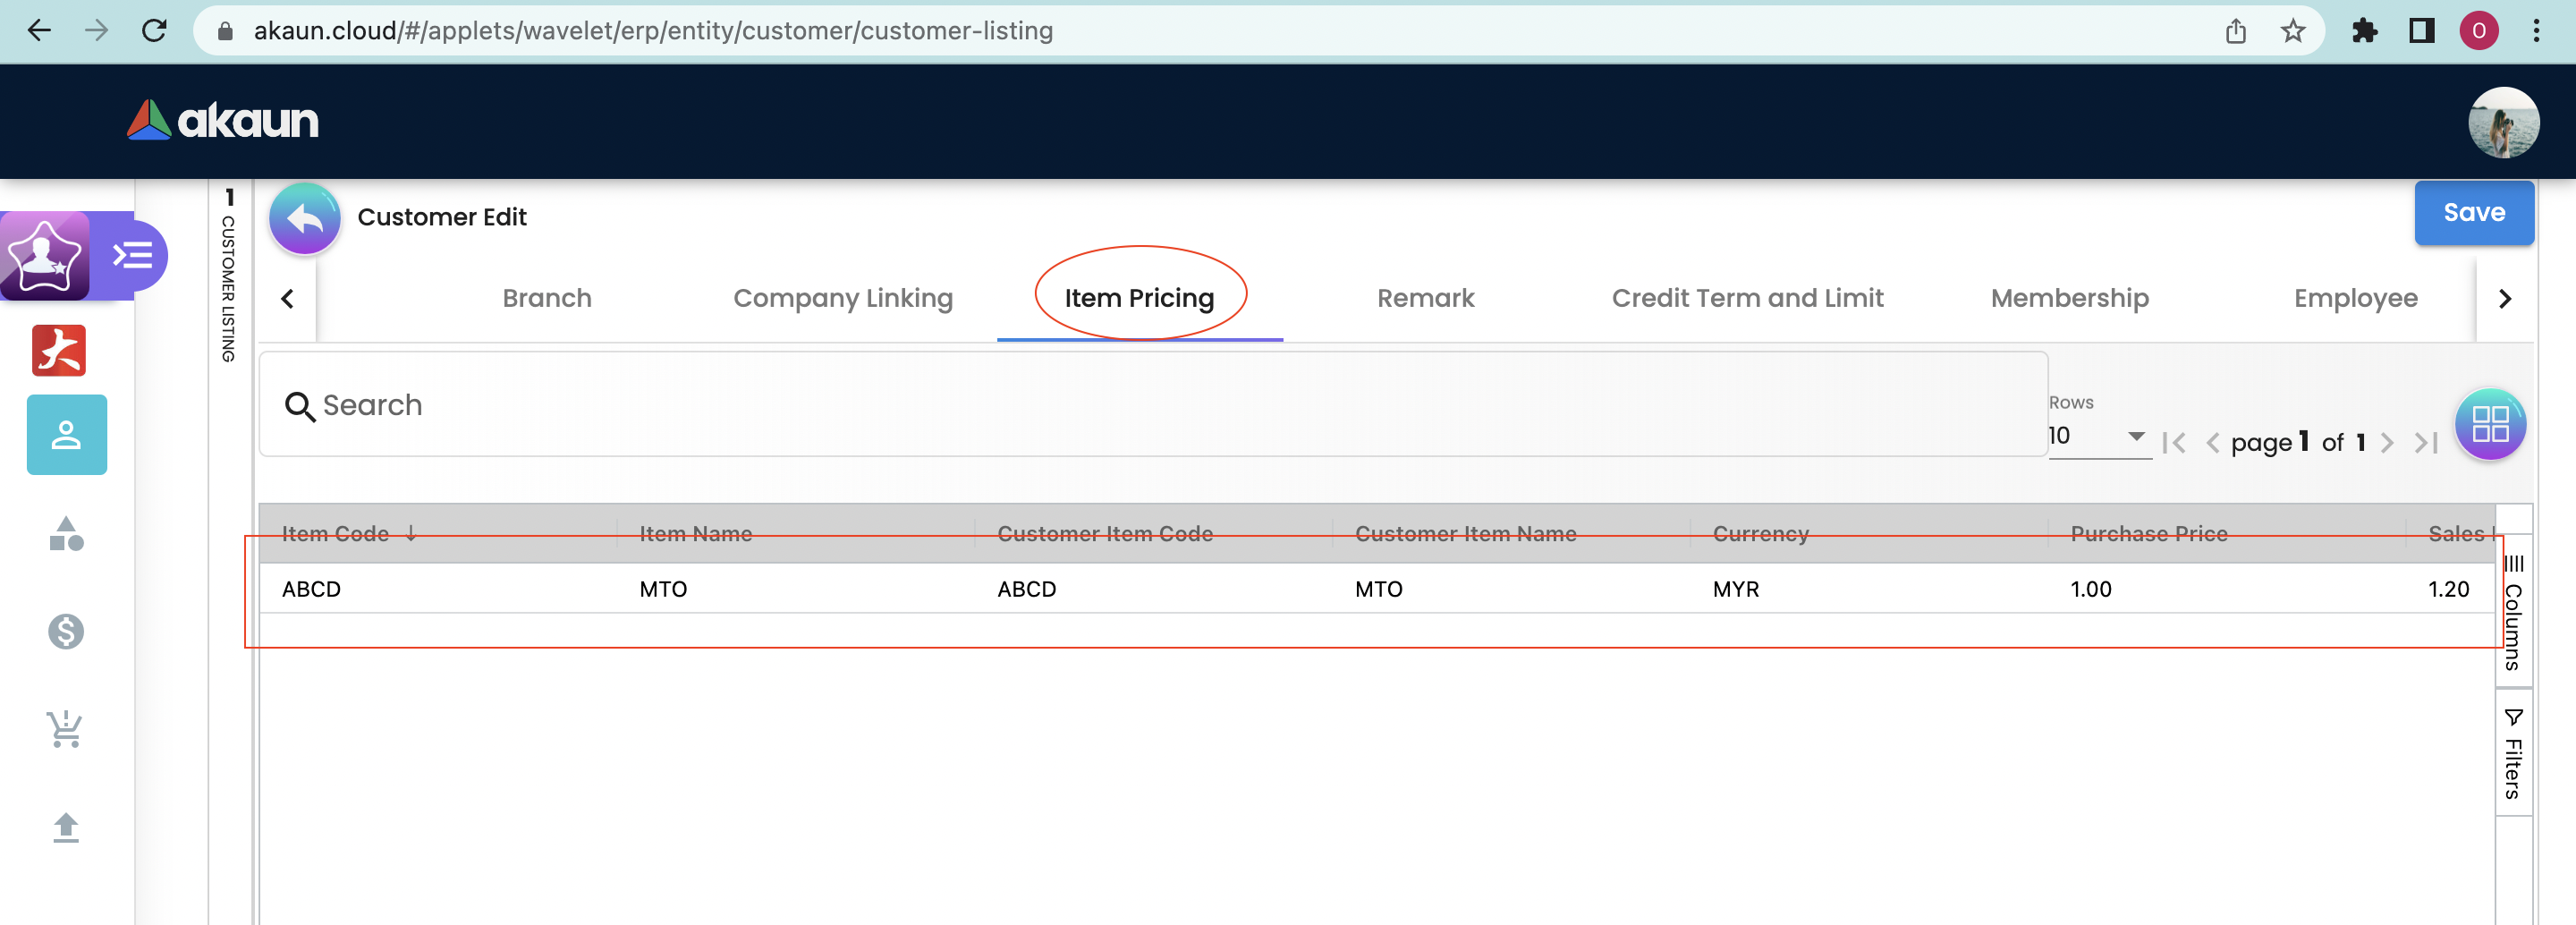 akaun.cloud/#/applets/wavelet/erp/entity/customer/customer-listing
O
akaun
1
CUSTOMER LISTING
Customer Edit
Save
Branch
Company Linking
Item Pricing
Remark
Credit Term and Limit
Membership
Employee
Search
Rows
10
page 1 of 1
Item Code
Item Name
Customer Item Code
Customer Item Name
Currency
Purchase Price
Sales
ABCD
MTO
ABCD
MTO
MYR
1.00
1.20
Columns
Filters